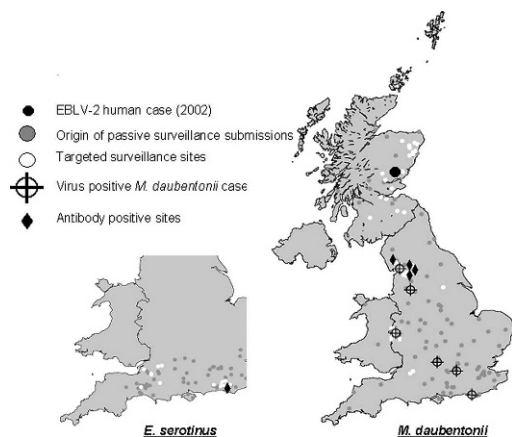 EBLV-2 human case (2002)
Origin of passive surveillance submissions
Targeted surveillance sites
Virus positive M. daubentonii case
Antibody positive sites
E. serotinus
M. daubentonii